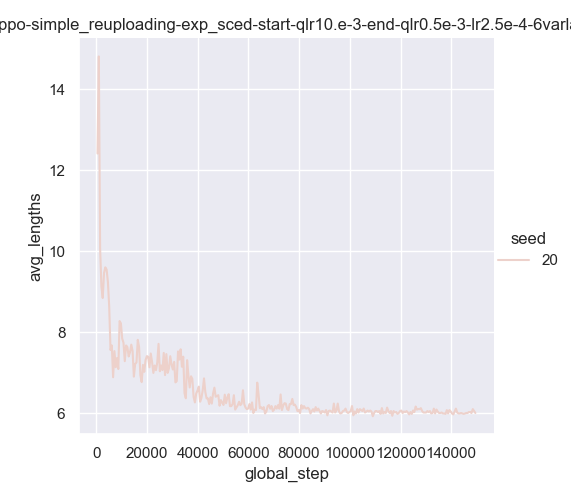 ppo-simple_reuploading-exp_sced-start-qlr10.e-3-end-qlr0.5e-3-lr2.5e-4-6varla
14
12
10
8
6
avg_lengths
0 20000 40000 60000 80000 100000 120000 140000
global_step
seed
20